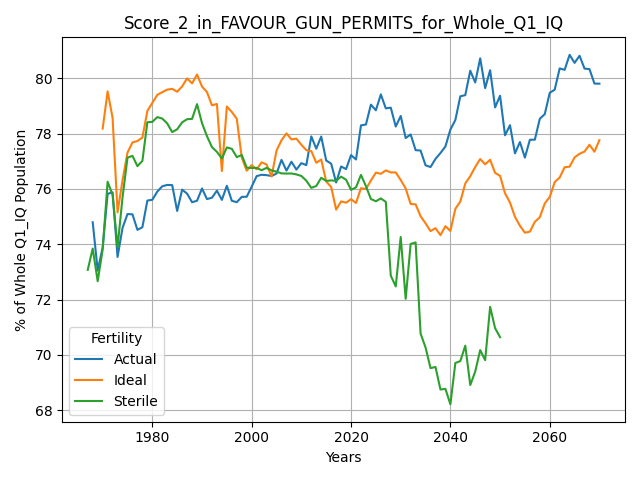 Score_2_in_FAVOUR_GUN_PERMITS_for_Whole_Q1_IQ
% of Whole Q1_IQ Population
80
78
76
74
72
70
68
Fertility
Actual
Ideal
Sterile
1980
2000
2020
2040
2060
Years